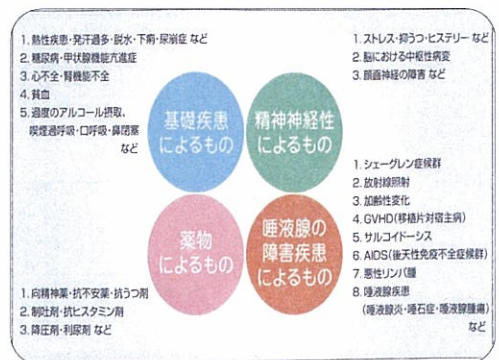 1. 熱性疾患・発汗過多・脱水・下痢・尿崩症 など
2. 糖尿病・甲状腺機能亢進症
3. 心不全・腎機能不全
4. 貧血
5. 過度のアルコール摂取、
喫煙過呼吸・口呼吸・鼻閉塞
など
基礎疾患
によるもの
1. ストレス・抑うつ・ヒステリー など
2. 脳における中枢性病変
3. 顔面神経の障害 など
精神神経性
によるもの
薬物
によるもの
1. 向精神薬・抗不安薬・抗うつ剤
2. 制吐剤・抗ヒスタミン剤
3. 降圧剤・利尿剤 など
唾液腺の
障害疾患
によるもの
1. シェーグレン症候群
2. 放射線照射
3. 加齢性変化
4. GVHD(移植片対宿主病)
5. サルコイドーシス
6. AIDS(後天性免疫不全症候群)
7. 悪性リンパ腫
8. 唾液腺疾患
(唾液腺炎・唾石症・唾液腺腫瘍)
など